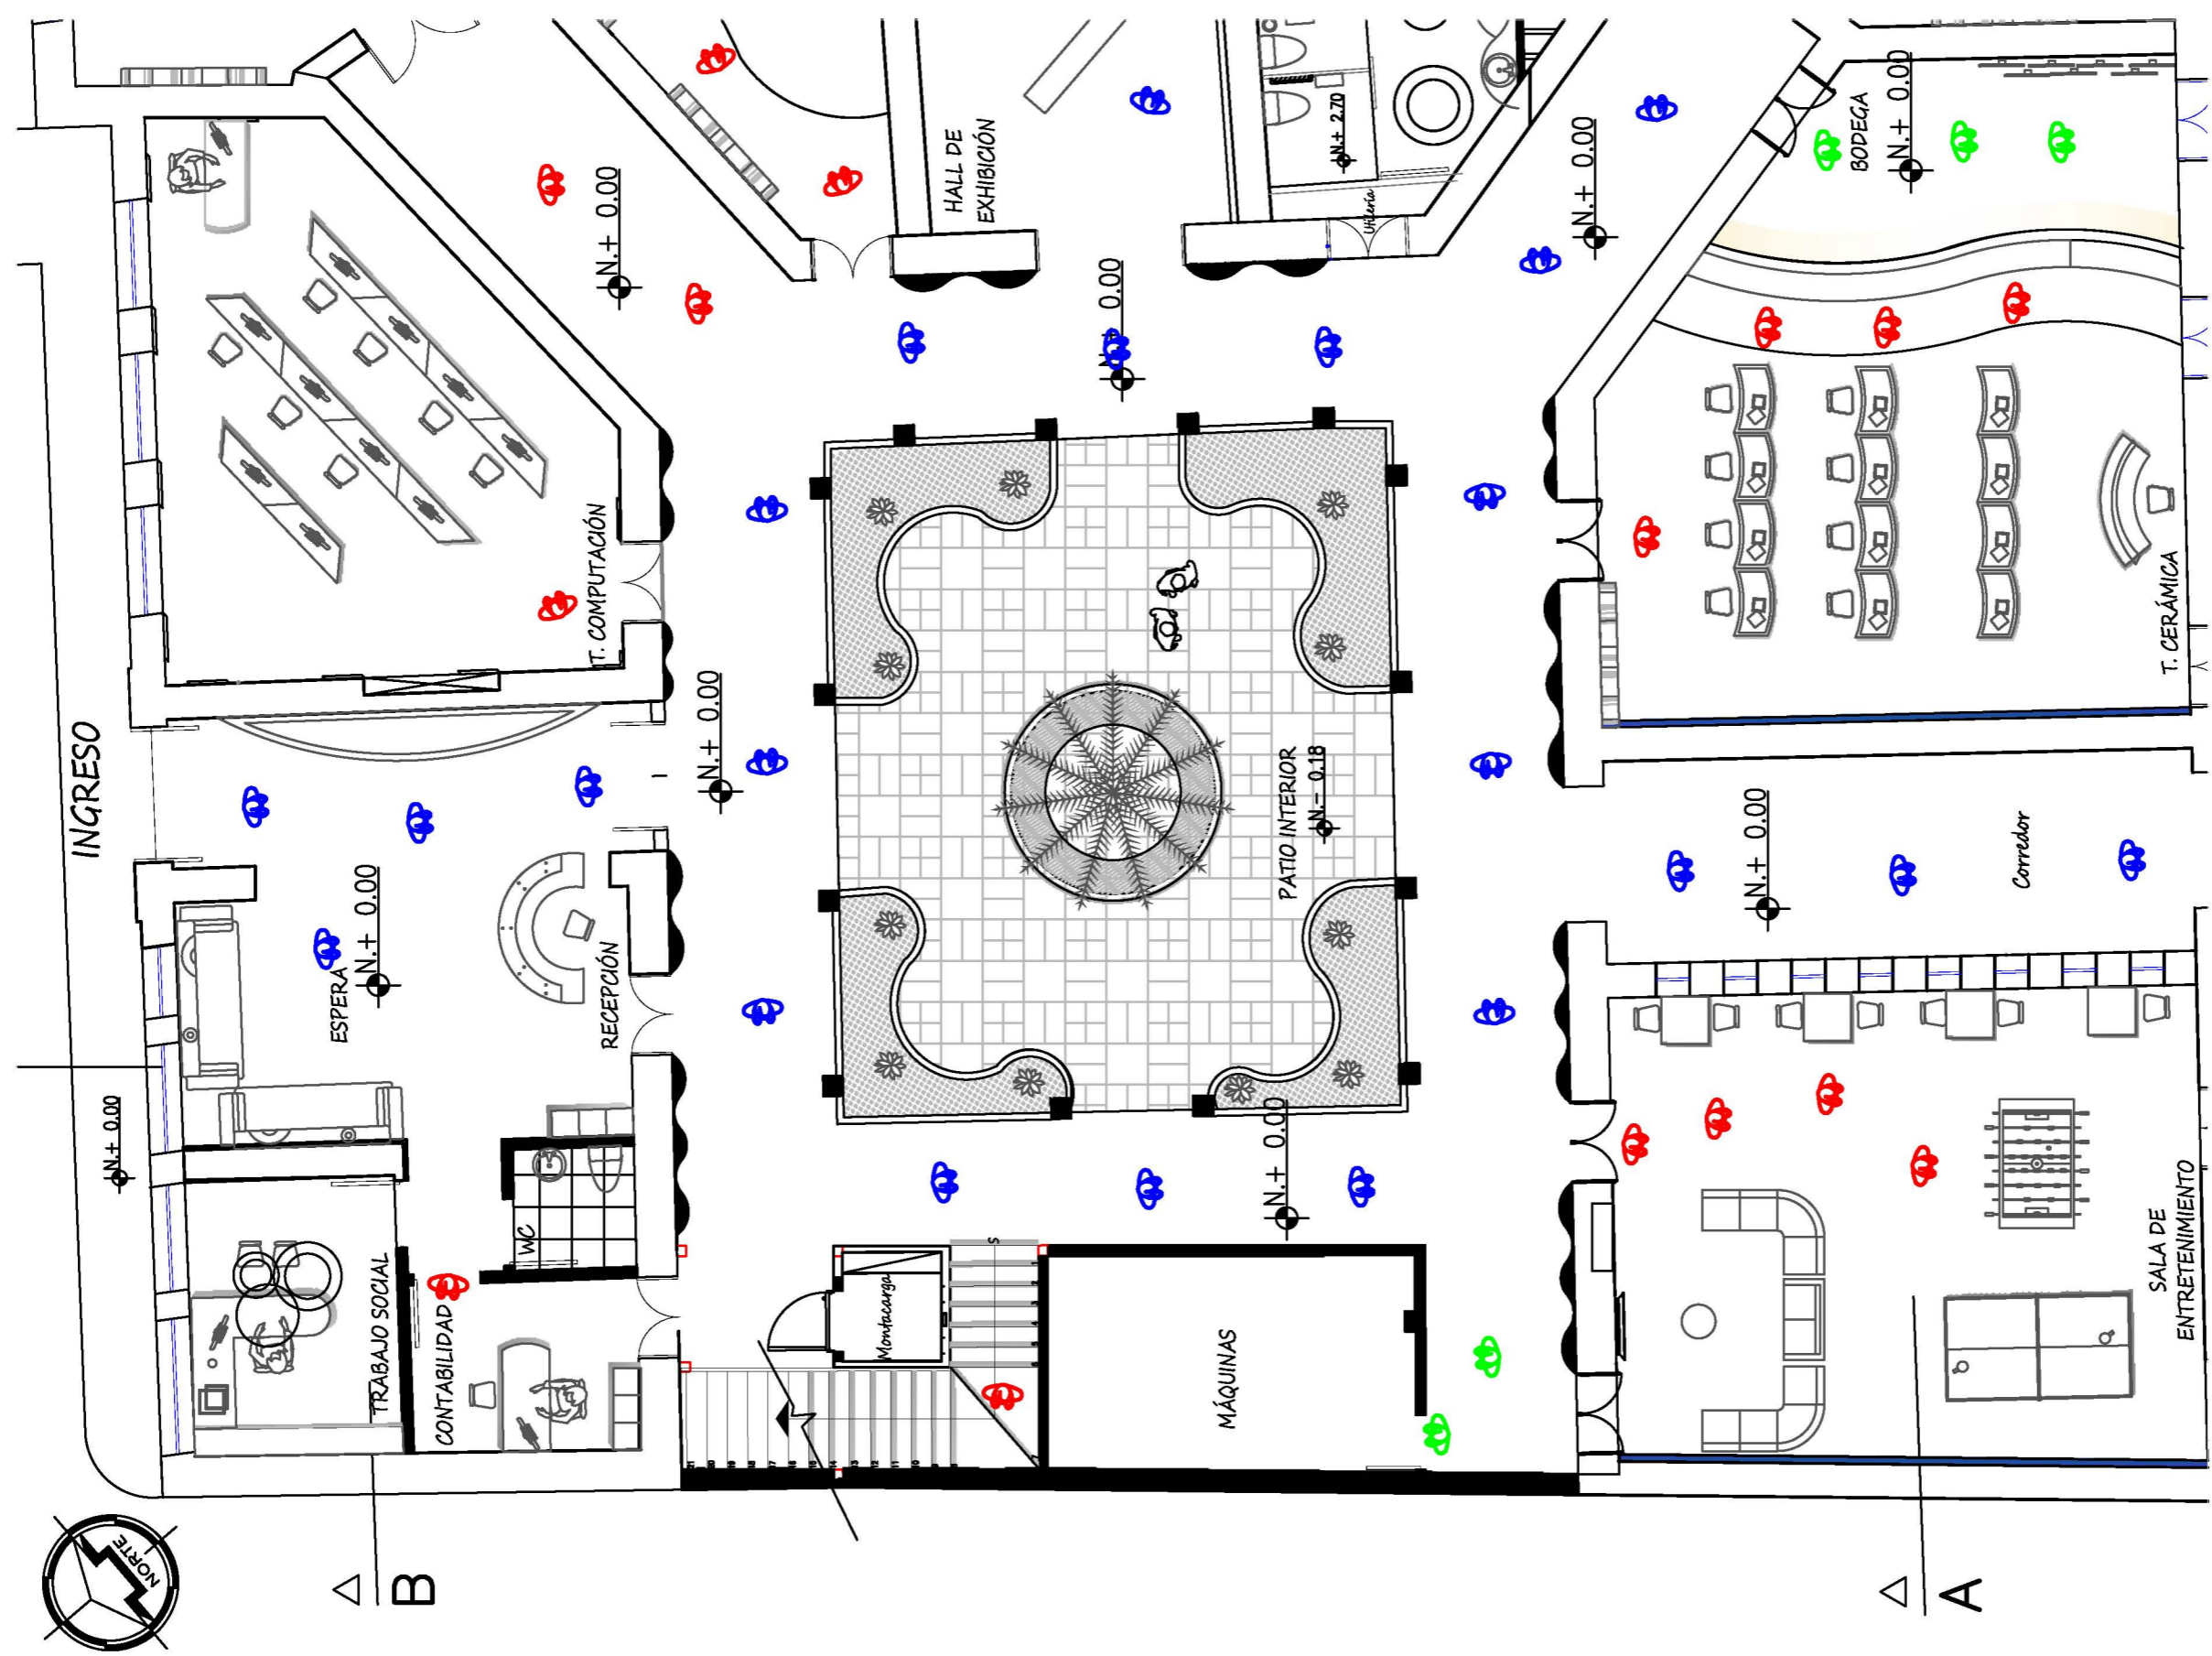 INGRESO
N.+ 0.00
ESPERA
N.+ 0.00
RECEPCIÓN
TRABAJO SOCIAL
CONTABILIDAD
WC
T. COMPUTACIÓN
N.+ 0.00
N.+ 0.00
HALL DE
EXHIBICIÓN
N.+ 0.00
N.+ 2.70
Utilería
N.+ 0.00
BODEGA
N.+ 0.00
T. CERÁMICA
PATIO INTERIOR
N.- 0.18
N.+ 0.00
Corredor
N.+ 0.00
Montacarga
S
MÁQUINAS
SALA DE
ENTRETENIMIENTO
NORTE
B
A